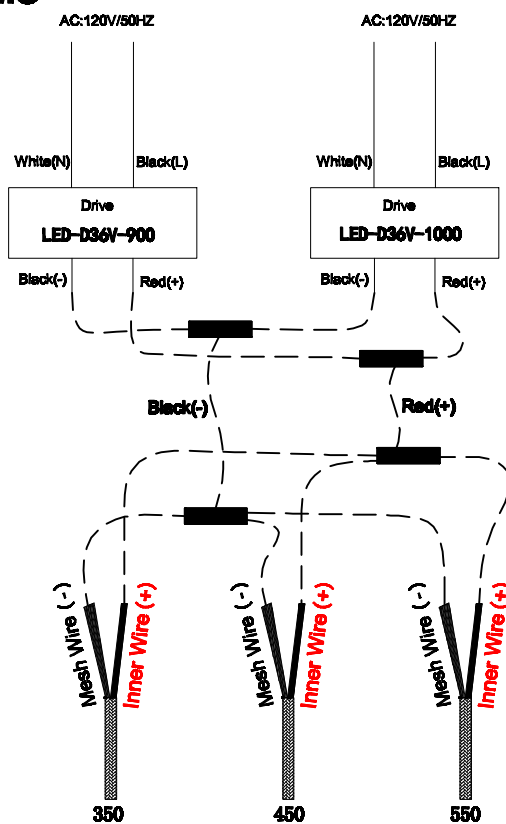 AC:120V/50HZ
AC:120V/50HZ
White(N)
Black(L)
White(N)
Black(L)
Drive
LED-D36V-900
Drive
LED-D36V-1000
Black(-)
Red(+)
Black(-)
Red(+)
Black(-)
Red(+)
Mesh Wire (-)
Inner Wire (+)
Mesh Wire (-)
Inner Wire (+)
Mesh Wire (-)
Inner Wire (+)
350
450
550